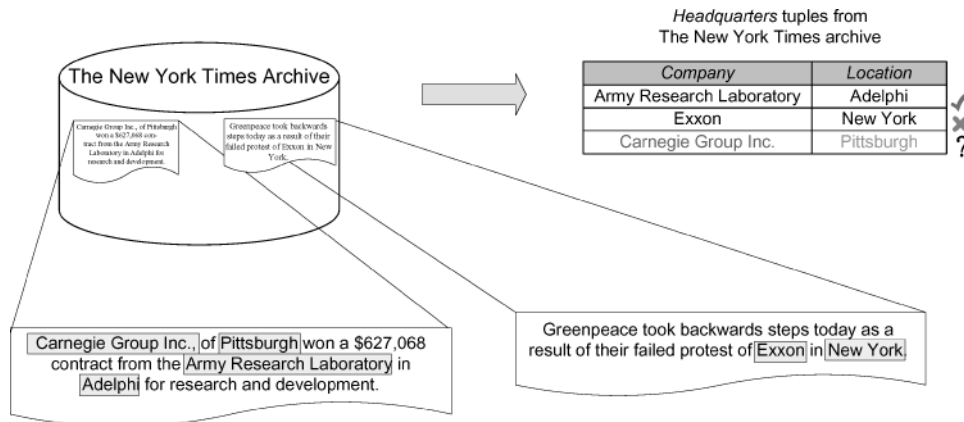 Headquarters tuples from
The New York Times archive
The New York Times Archive
Company Location
Army Research Laboratory Adelphi
Exxon New York
Carnegie Group Inc. Pittsburgh
?
Carnegie Group Inc., of Pittsburgh
won a $627,068 con-
tract from the Army Research
Laboratory in Adelphi for
research and development.
Greenpeace took backwards
steps today as a result of their
failed protest of Exxon in New
York.
Carnegie Group Inc., of Pittsburgh won a $627,068
contract from the Army Research Laboratory in
Adelphi for research and development.
Greenpeace took backwards steps today as a
result of their failed protest of Exxon in New York.